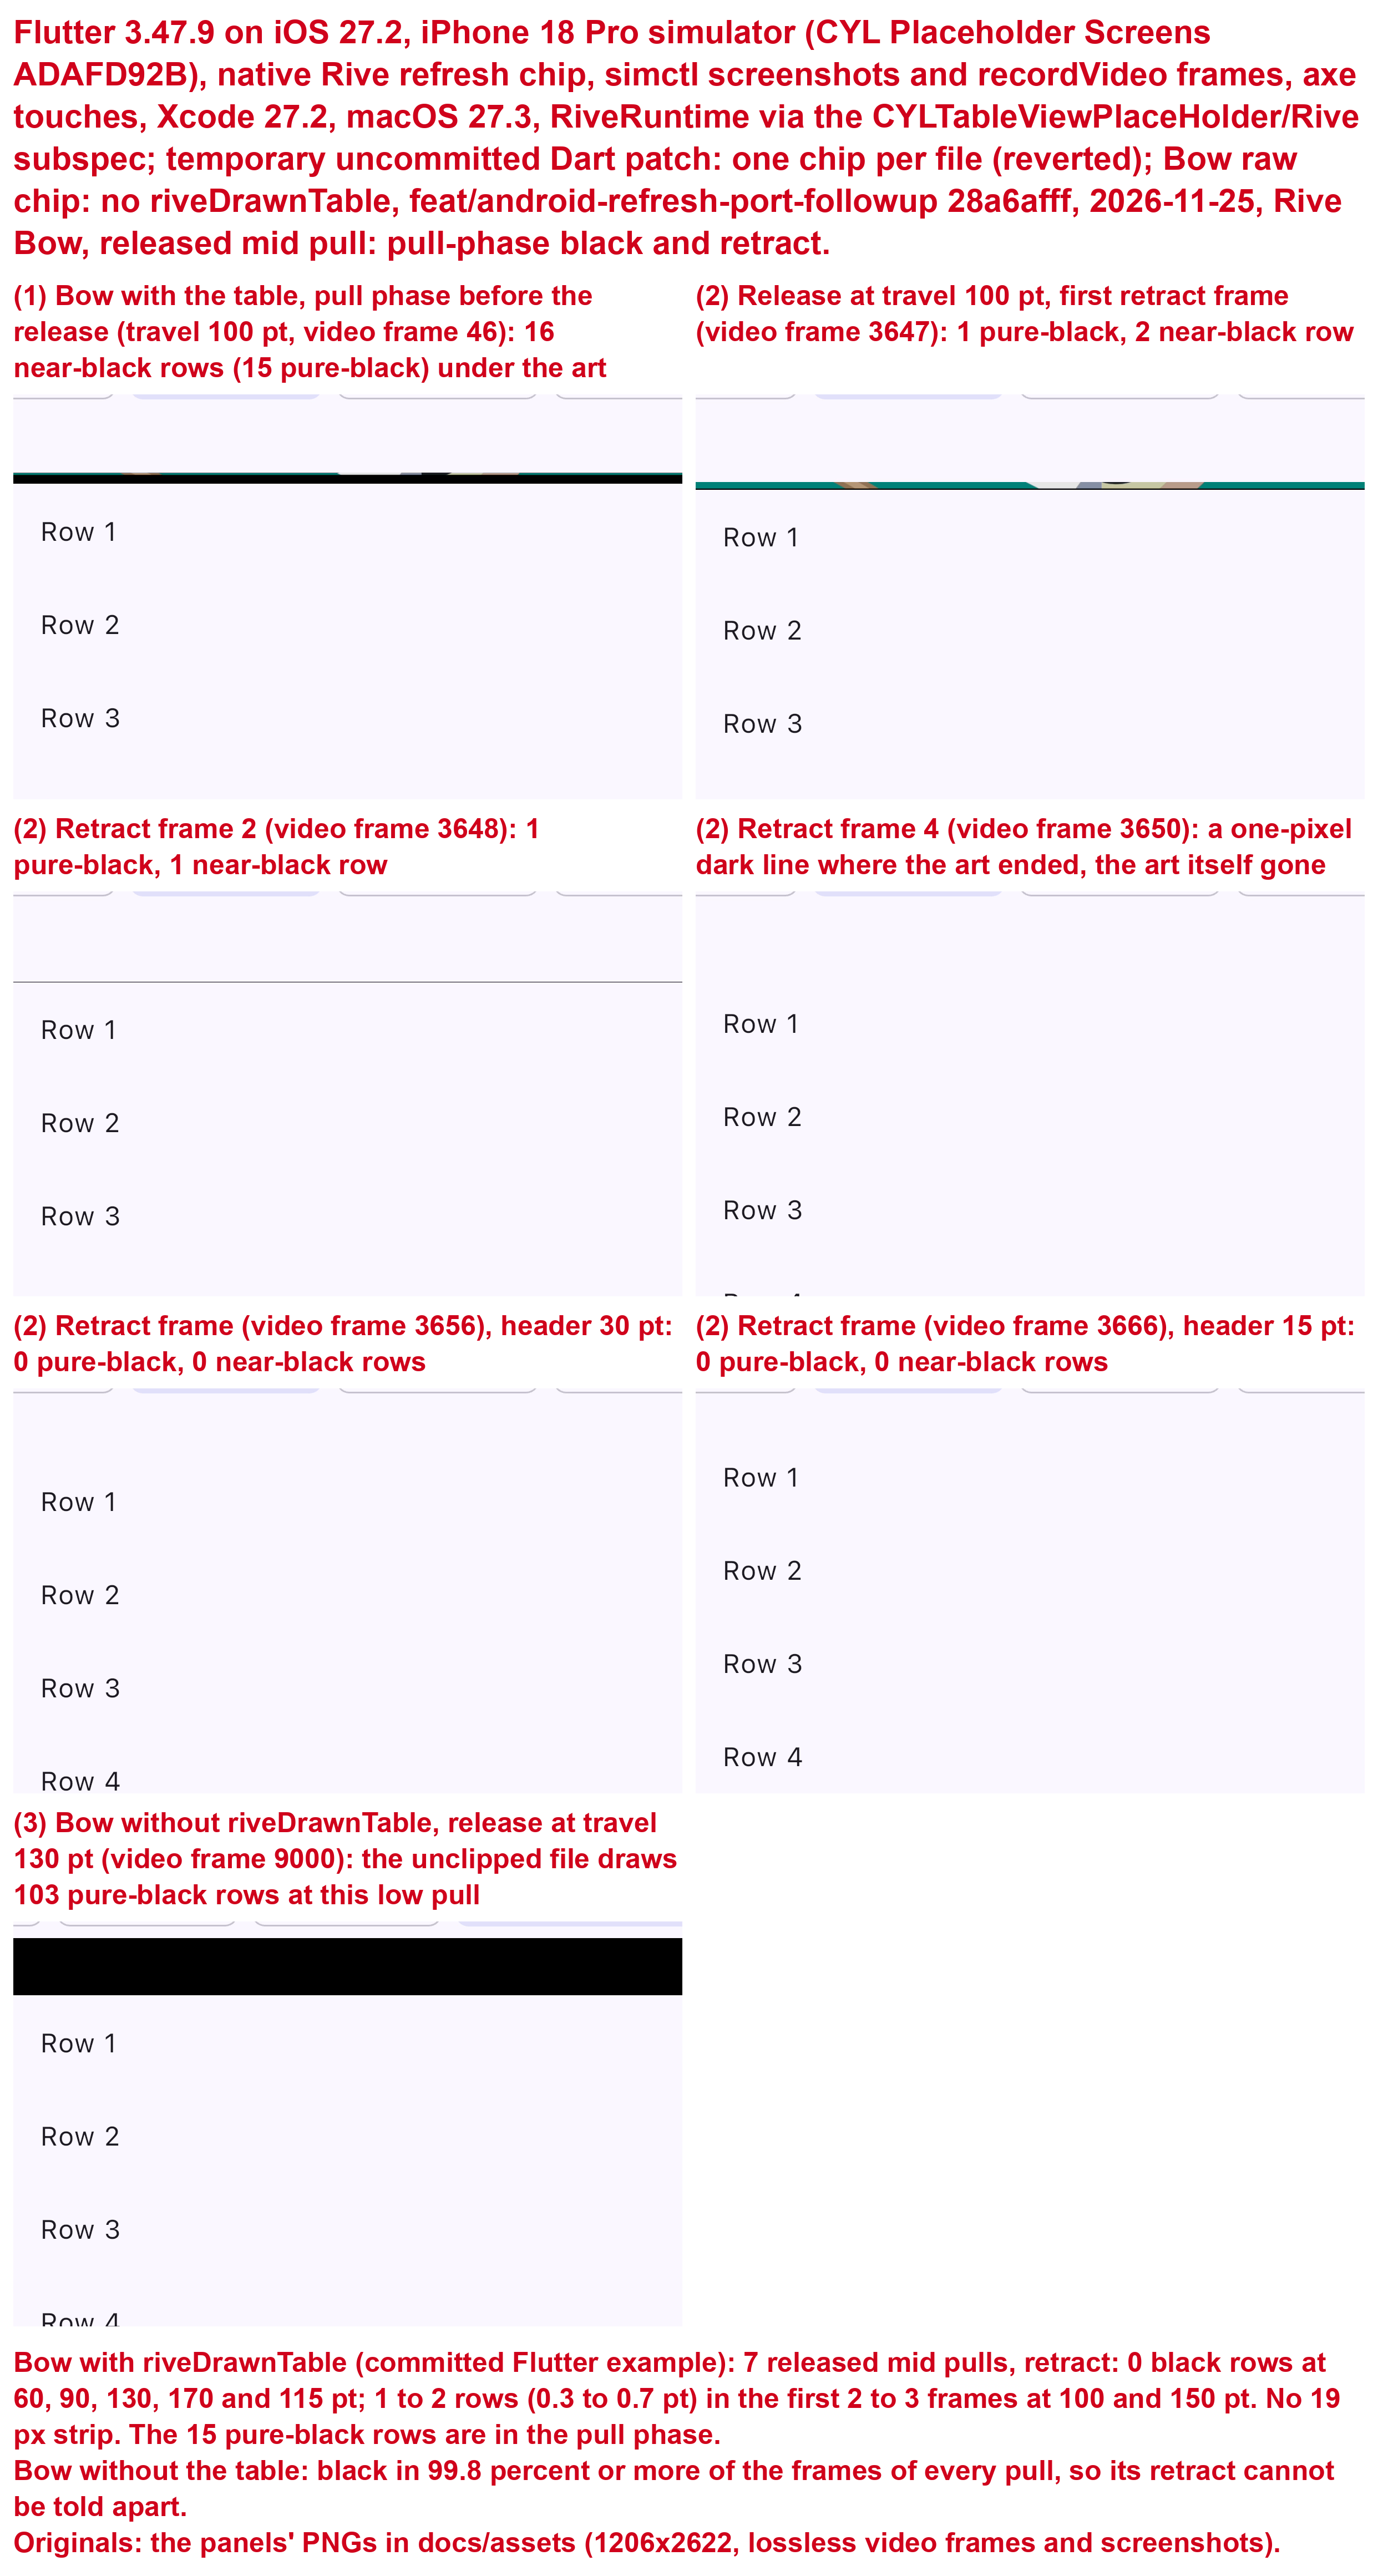 Flutter 3.47.9 on iOS 27.2, iPhone 18 Pro simulator (CYL Placeholder Screens
ADAFD92B), native Rive refresh chip, simctl screenshots and recordVideo frames, axe
touches, Xcode 27.2, macOS 27.3, RiveRuntime via the CYLTableViewPlaceHolder/Rive
subspec; temporary uncommitted Dart patch: one chip per file (reverted); Bow raw
chip: no riveDrawnTable, feat/android-refresh-port-followup 28a6afff, 2026-11-25, Rive
Bow, released mid pull: pull-phase black and retract.
(1) Bow with the table, pull phase before the
release (travel 100 pt, video frame 46): 16
near-black rows (15 pure-black) under the art
Row 1
Row 2
Row 3
(2) Release at travel 100 pt, first retract frame
(video frame 3647): 1 pure-black, 2 near-black row
Row 1
Row 2
Row 3
(2) Retract frame 2 (video frame 3648): 1
pure-black, 1 near-black row
Row 1
Row 2
Row 3
(2) Retract frame 4 (video frame 3650): a one-pixel
dark line where the art ended, the art itself gone
Row 1
Row 2
Row 3
(2) Retract frame (video frame 3656), header 30 pt:
0 pure-black, 0 near-black rows
Row 1
Row 2
Row 3
Row 4
(2) Retract frame (video frame 3666), header 15 pt:
0 pure-black, 0 near-black rows
Row 1
Row 2
Row 3
Row 4
(3) Bow without riveDrawnTable, release at travel
130 pt (video frame 9000): the unclipped file draws
103 pure-black rows at this low pull
Row 1
Row 2
Row 3
Row 4
Bow with riveDrawnTable (committed Flutter example): 7 released mid pulls, retract: 0 black rows at
60, 90, 130, 170 and 115 pt; 1 to 2 rows (0.3 to 0.7 pt) in the first 2 to 3 frames at 100 and 150 pt. No 19
px strip. The 15 pure-black rows are in the pull phase.
Bow without the table: black in 99.8 percent or more of the frames of every pull, so its retract cannot
be told apart.
Originals: the panels' PNGs in docs/assets (1206x2622, lossless video frames and screenshots).